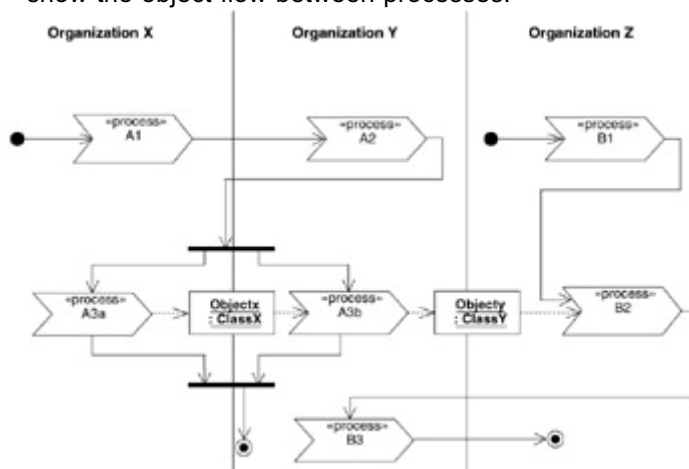 show the object flow between processes.
Organization X
Organization Y
Organization Z
«process»
A1
«process»
A2
«process»
B1
«process»
A3a
Objectx
: ClassX
«process»
A3b
Objecty
: ClassY
«process»
B2
«process»
B3